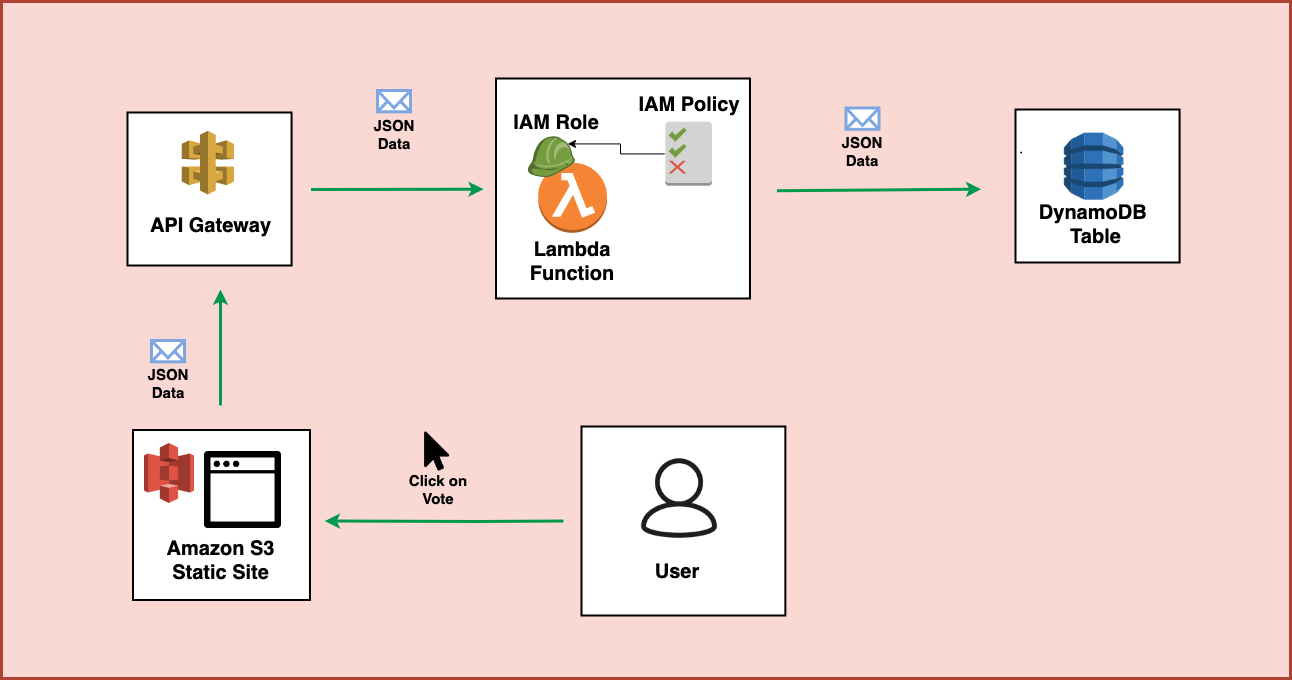 JSON
Data
API Gateway
IAM Role
IAM Policy
Lambda
Function
JSON
Data
DynamoDB
Table
JSON
Data
Amazon S3
Static Site
Click on
Vote
User